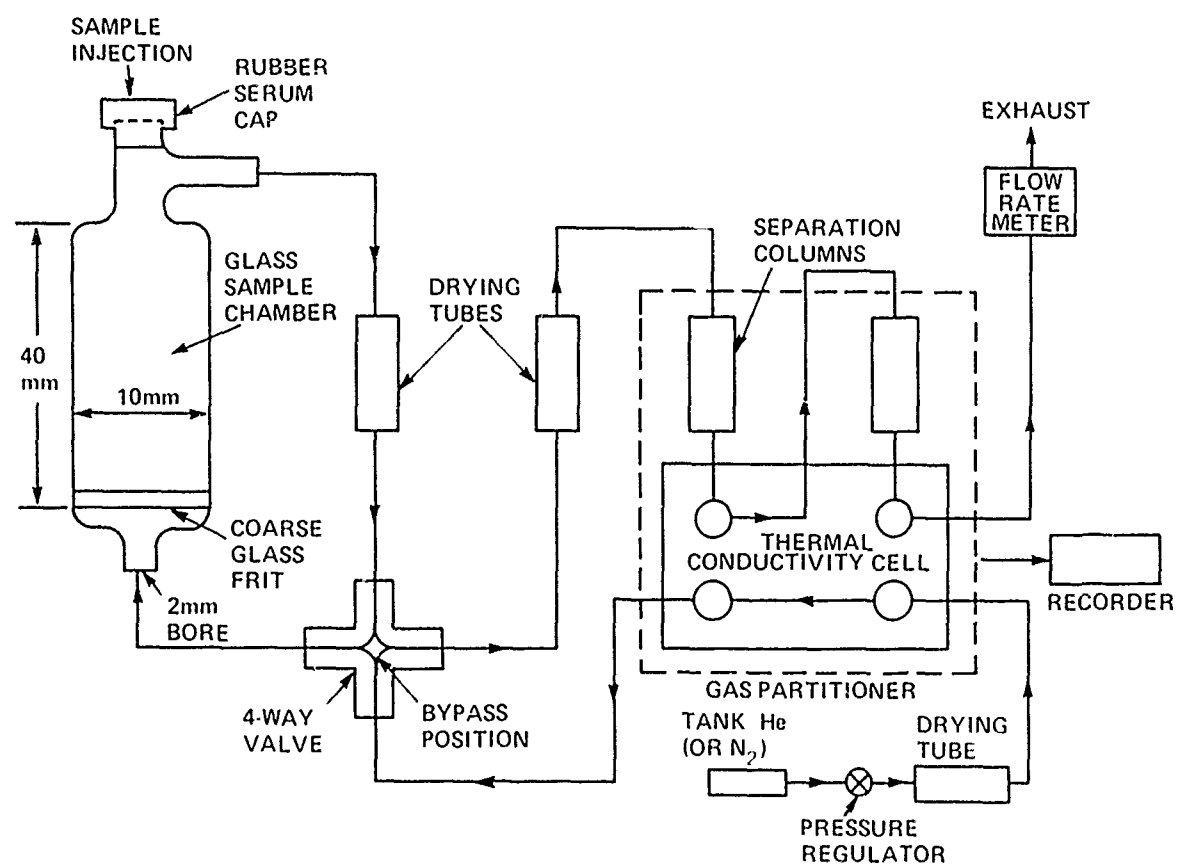 SAMPLE
INJECTION
RUBBER
SERUM
CAP
EXHAUST
FLOW
RATE
METER
SEPARATION
COLUMNS
GLASS
SAMPLE
CHAMBER
DRYING
TUBES
40
mm
10mm
COARSE
GLASS
FRIT
THERMAL
CONDUCTIVITY CELL
2mm
BORE
RECORDER
GAS PARTITIONER
4-WAY
VALVE
BYPASS
POSITION
TANK He
(OR N₂)
DRYING
TUBE
PRESSURE
REGULATOR